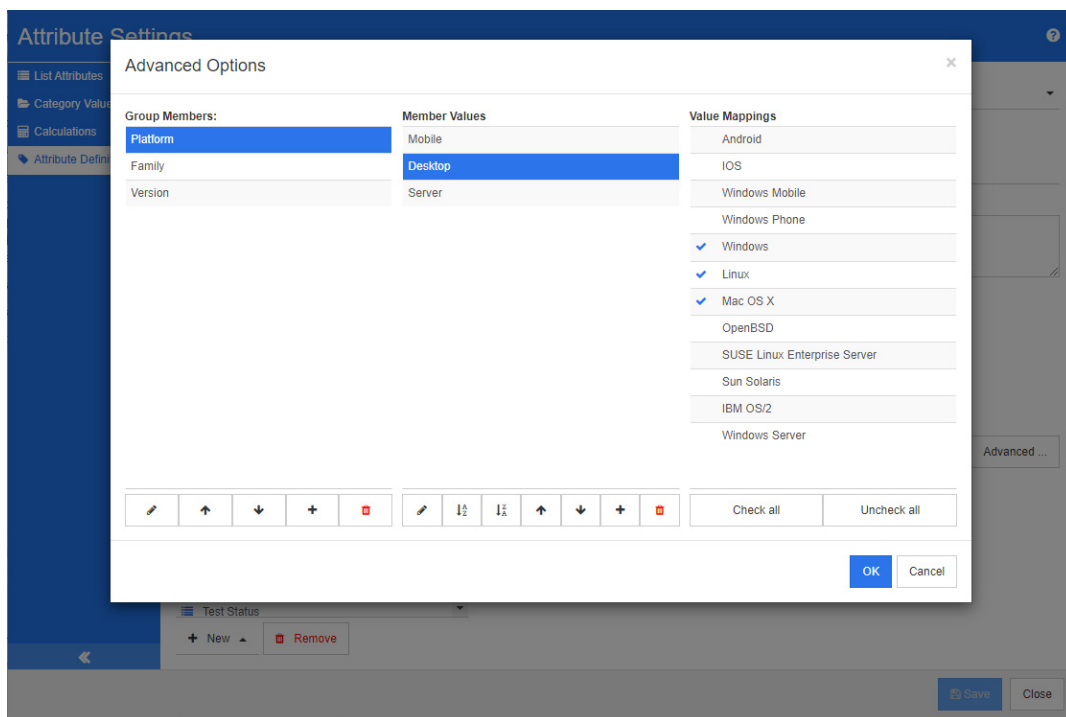 Attribute Settings
List Attributes
Category Value
Calculations
Attribute Defini
Advanced Options
×
Group Members:
Platform
Family
Version
Member Values
Mobile
Desktop
Server
Value Mappings
Android
IOS
Windows Mobile
Windows Phone
Windows
Linux
Mac OS X
OpenBSD
SUSE Linux Enterprise Server
Sun Solaris
IBM OS/2
Windows Server
Check all
Uncheck all
OK
Cancel
Advanced ...
Test Status
New
Remove
Save
Close